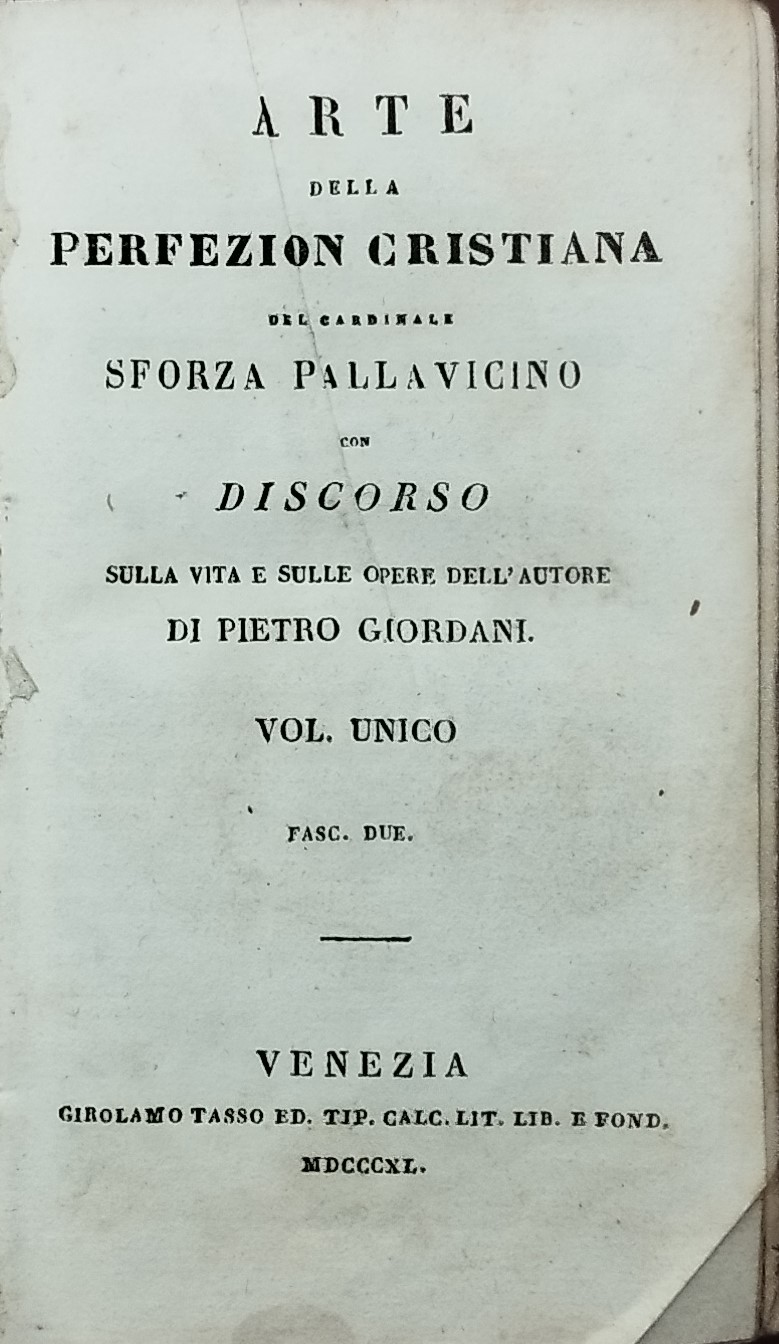 ARTE
DELLA
PERFEZION CRISTIANA
DEL CARDINALE
SFORZA PALLAVICINO
CON
DISCORSO
SULLA VITA E SULLE OPERE DELL'AUTORE
DI PIETRO GIORDANI.
VOL. UNICO
FASC. DUE.
VENEZIA
GIROLAMO TASSO ED. TIP. CALC. LIT. LIB. E FOND.
MDCCCXL.